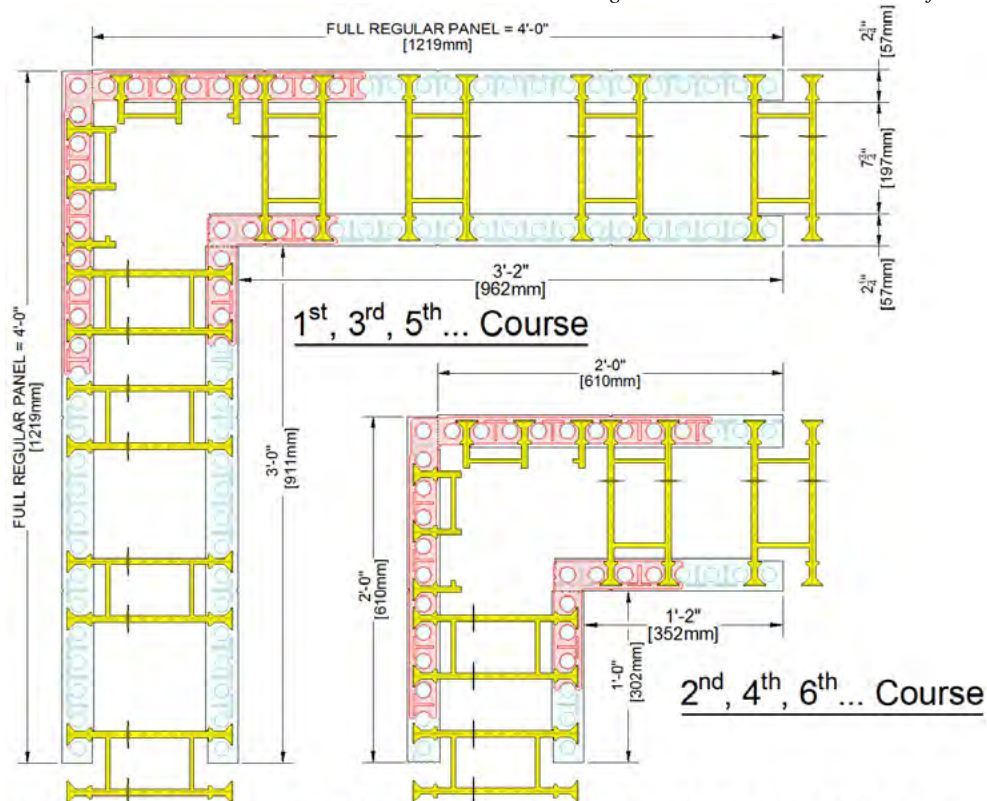 FULL REGULAR PANEL = 4'-0"
[1219mm]
2¼"
[57mm]
7¾"
[197mm]
2¼"
[57mm]
3'-2"
[962mm]
1st, 3rd, 5th... Course
FULL REGULAR PANEL = 4'-0"
[1219mm]
3'-0"
[911mm]
2'-0"
[610mm]
2'-0"
[610mm]
1'-2"
[352mm]
1'-0"
[302mm]
2nd, 4th, 6th ... Course